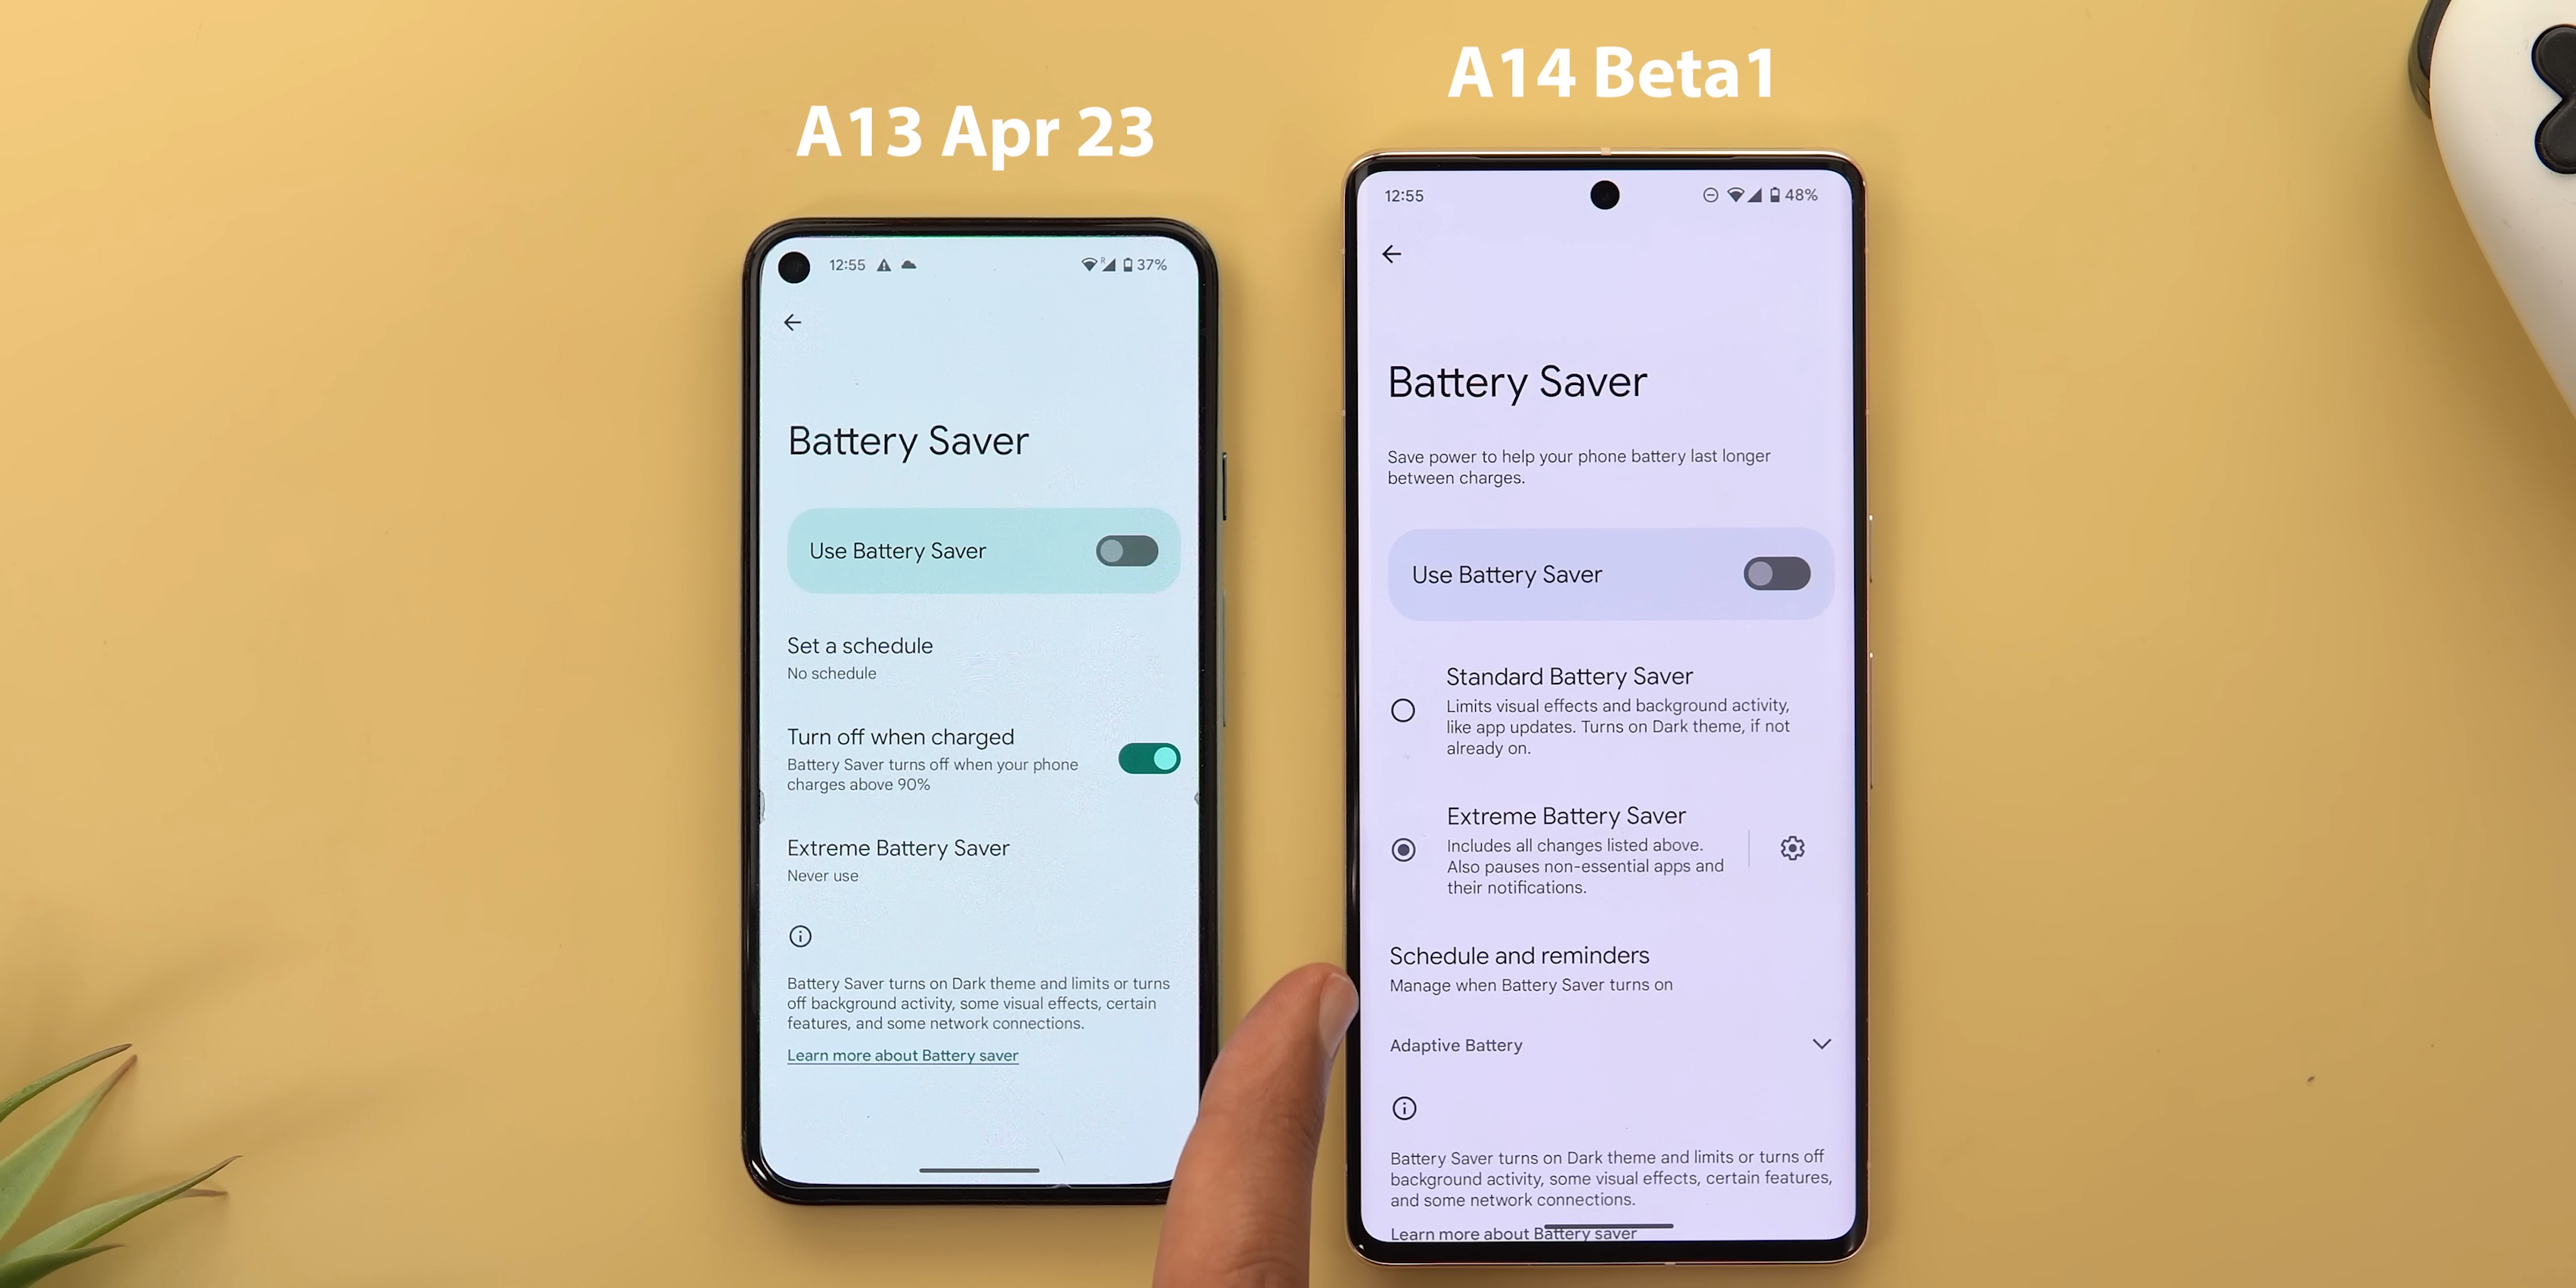 A13 Apr 23
12:55
R
37%
Battery Saver
Use Battery Saver
Set a schedule
No schedule
Turn off when charged
Battery Saver turns off when your phone
charges above 90%
Extreme Battery Saver
Never use
Battery Saver turns on Dark theme and limits or turns
off background activity, some visual effects, certain
features, and some network connections.
Learn more about Battery saver
A14 Beta1
12:55
48%
Battery Saver
Save power to help your phone battery last longer
between charges.
Use Battery Saver
Standard Battery Saver
Limits visual effects and background activity,
like app updates. Turns on Dark theme, if not
already on.
Extreme Battery Saver
Includes all changes listed above.
Also pauses non-essential apps and
their notifications.
Schedule and reminders
Manage when Battery Saver turns on
Adaptive Battery
Battery Saver turns on Dark theme and limits or turns off
background activity, some visual effects, certain features,
and some network connections.
Learn more about Battery saver